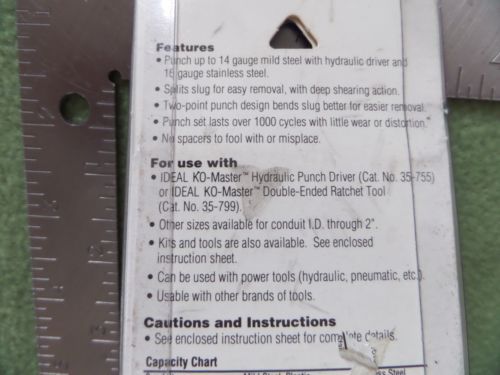 Features
• Punch up to 14 gauge mild steel with hydraulic driver and
16 gauge stainless steel.
• Splits slug for easy removal, with deep shearing action.
• Two-point punch design bends slug better for easier removal.
• Punch set lasts over 1000 cycles with little wear or distortion.
• No spacers to fool with or misplace.
For use with
• IDEAL KO-Master™ Hydraulic Punch Driver (Cat. No. 35-755)
or IDEAL KO-Master™ Double-Ended Ratchet Tool
(Cat. No. 35-799).
• Other sizes available for conduit I.D. through 2".
• Kits and tools are also available. See enclosed
instruction sheet.
• Can be used with power tools (hydraulic, pneumatic, etc.).
• Usable with other brands of tools.
Cautions and Instructions
• See enclosed instruction sheet for complete details.
Capacity Chart
Steel